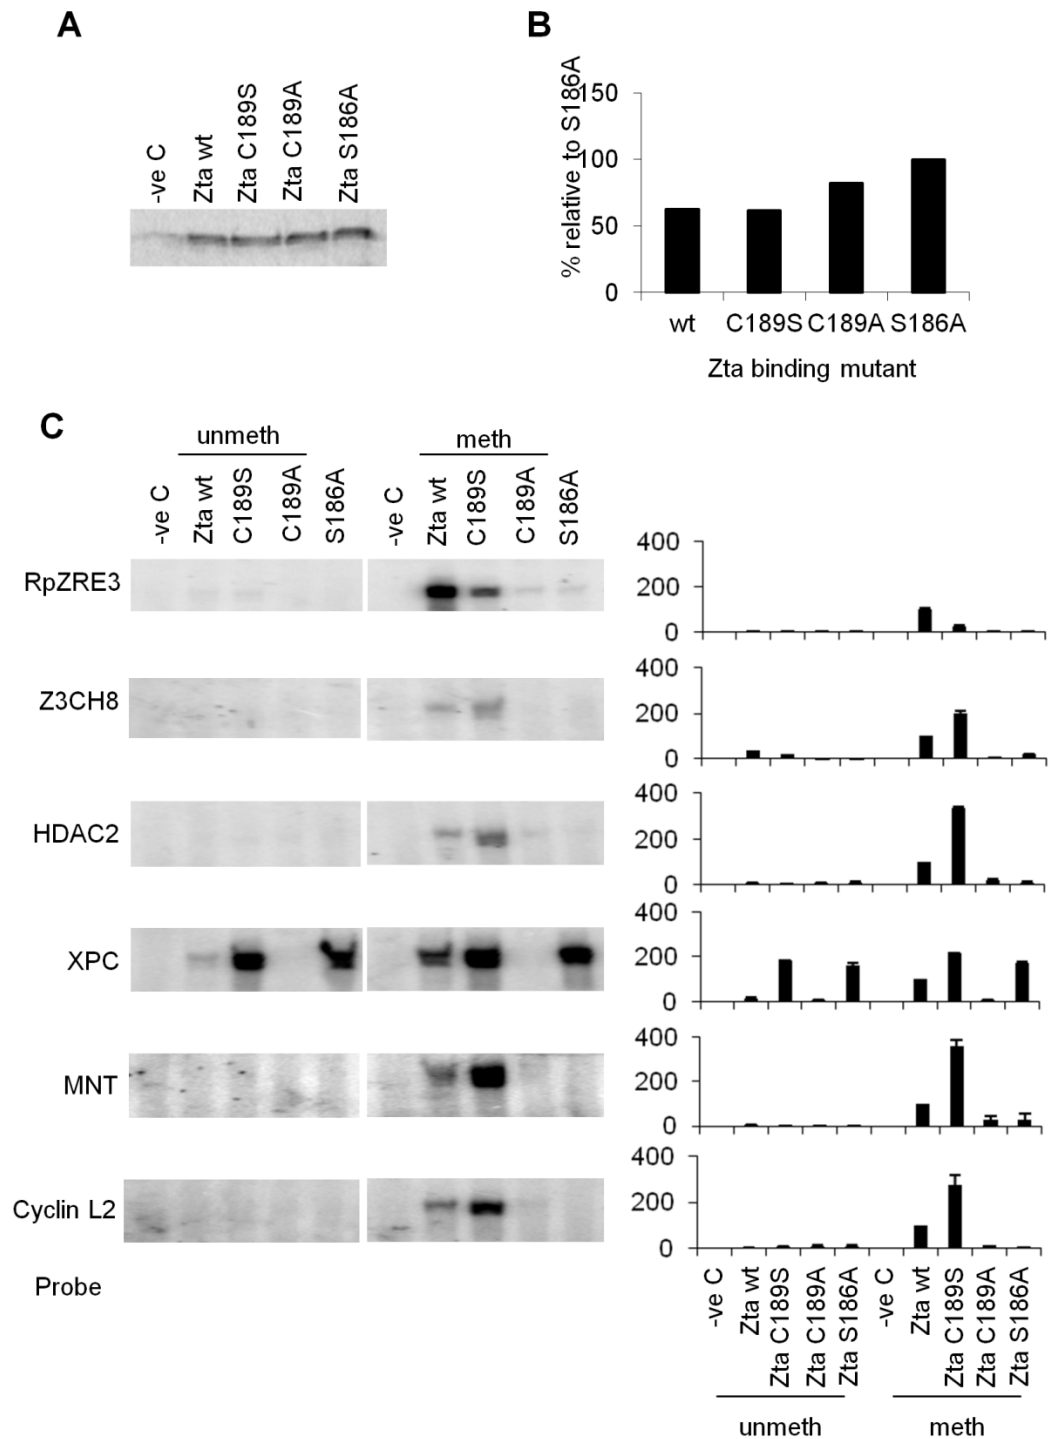 A
-ve C
Zta wt
Zta C189S
Zta C189A
Zta S186A
B
% relative to S186A
150
100
50
0
wt C189S C189A S186A
Zta binding mutant
C
unmeth
meth
-ve C
Zta wt
C189S
C189A
S186A
-ve C
Zta wt
C189S
C189A
S186A
RpZRE3
400
200
0
Z3CH8
400
200
0
HDAC2
400
200
0
XPC
400
200
0
MNT
400
200
0
Cyclin L2
400
200
0
Probe
-ve C
Zta wt
Zta C189S
Zta C189A
Zta S186A
-ve C
Zta wt
Zta C189S
Zta C189A
Zta S186A
unmeth
meth